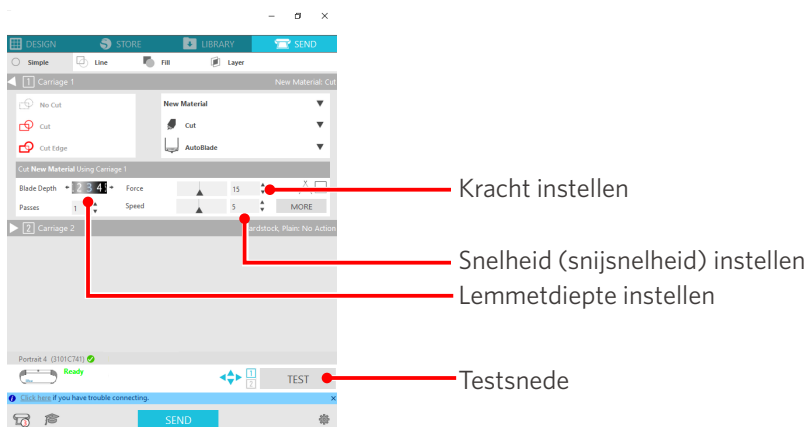 DESIGN STORE LIBRARY SEND
Simple Line Fill Layer
1 Carriage 1 New Material: Cut
No Cut New Material
Cut Cut
Cut Edge AutoBlade
Cut New Material Using Carriage 1
Blade Depth 2 3 4 Force 15
Kracht instellen
Passes 1 Speed 5 MORE
2 Carriage 2 ardstock, Plain: No Action
Snelheid (snijsnelheid) instellen
Lemmetdiepte instellen
Portrait 4 (3101C741)
Ready
1
2
TEST
Testsnede
Click here if you have trouble connecting.
SEND